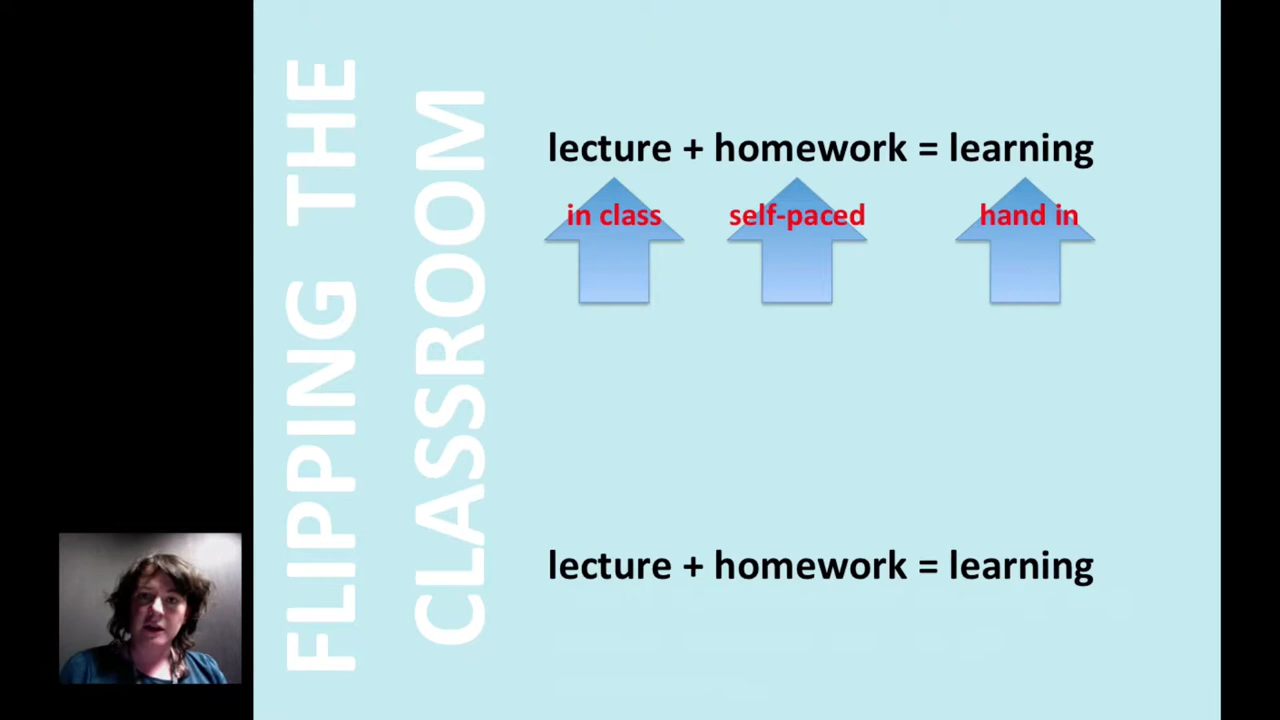 FLIPPING THE
CLASSROOM
lecture + homework = learning
in class
self-paced
hand in
lecture + homework = learning